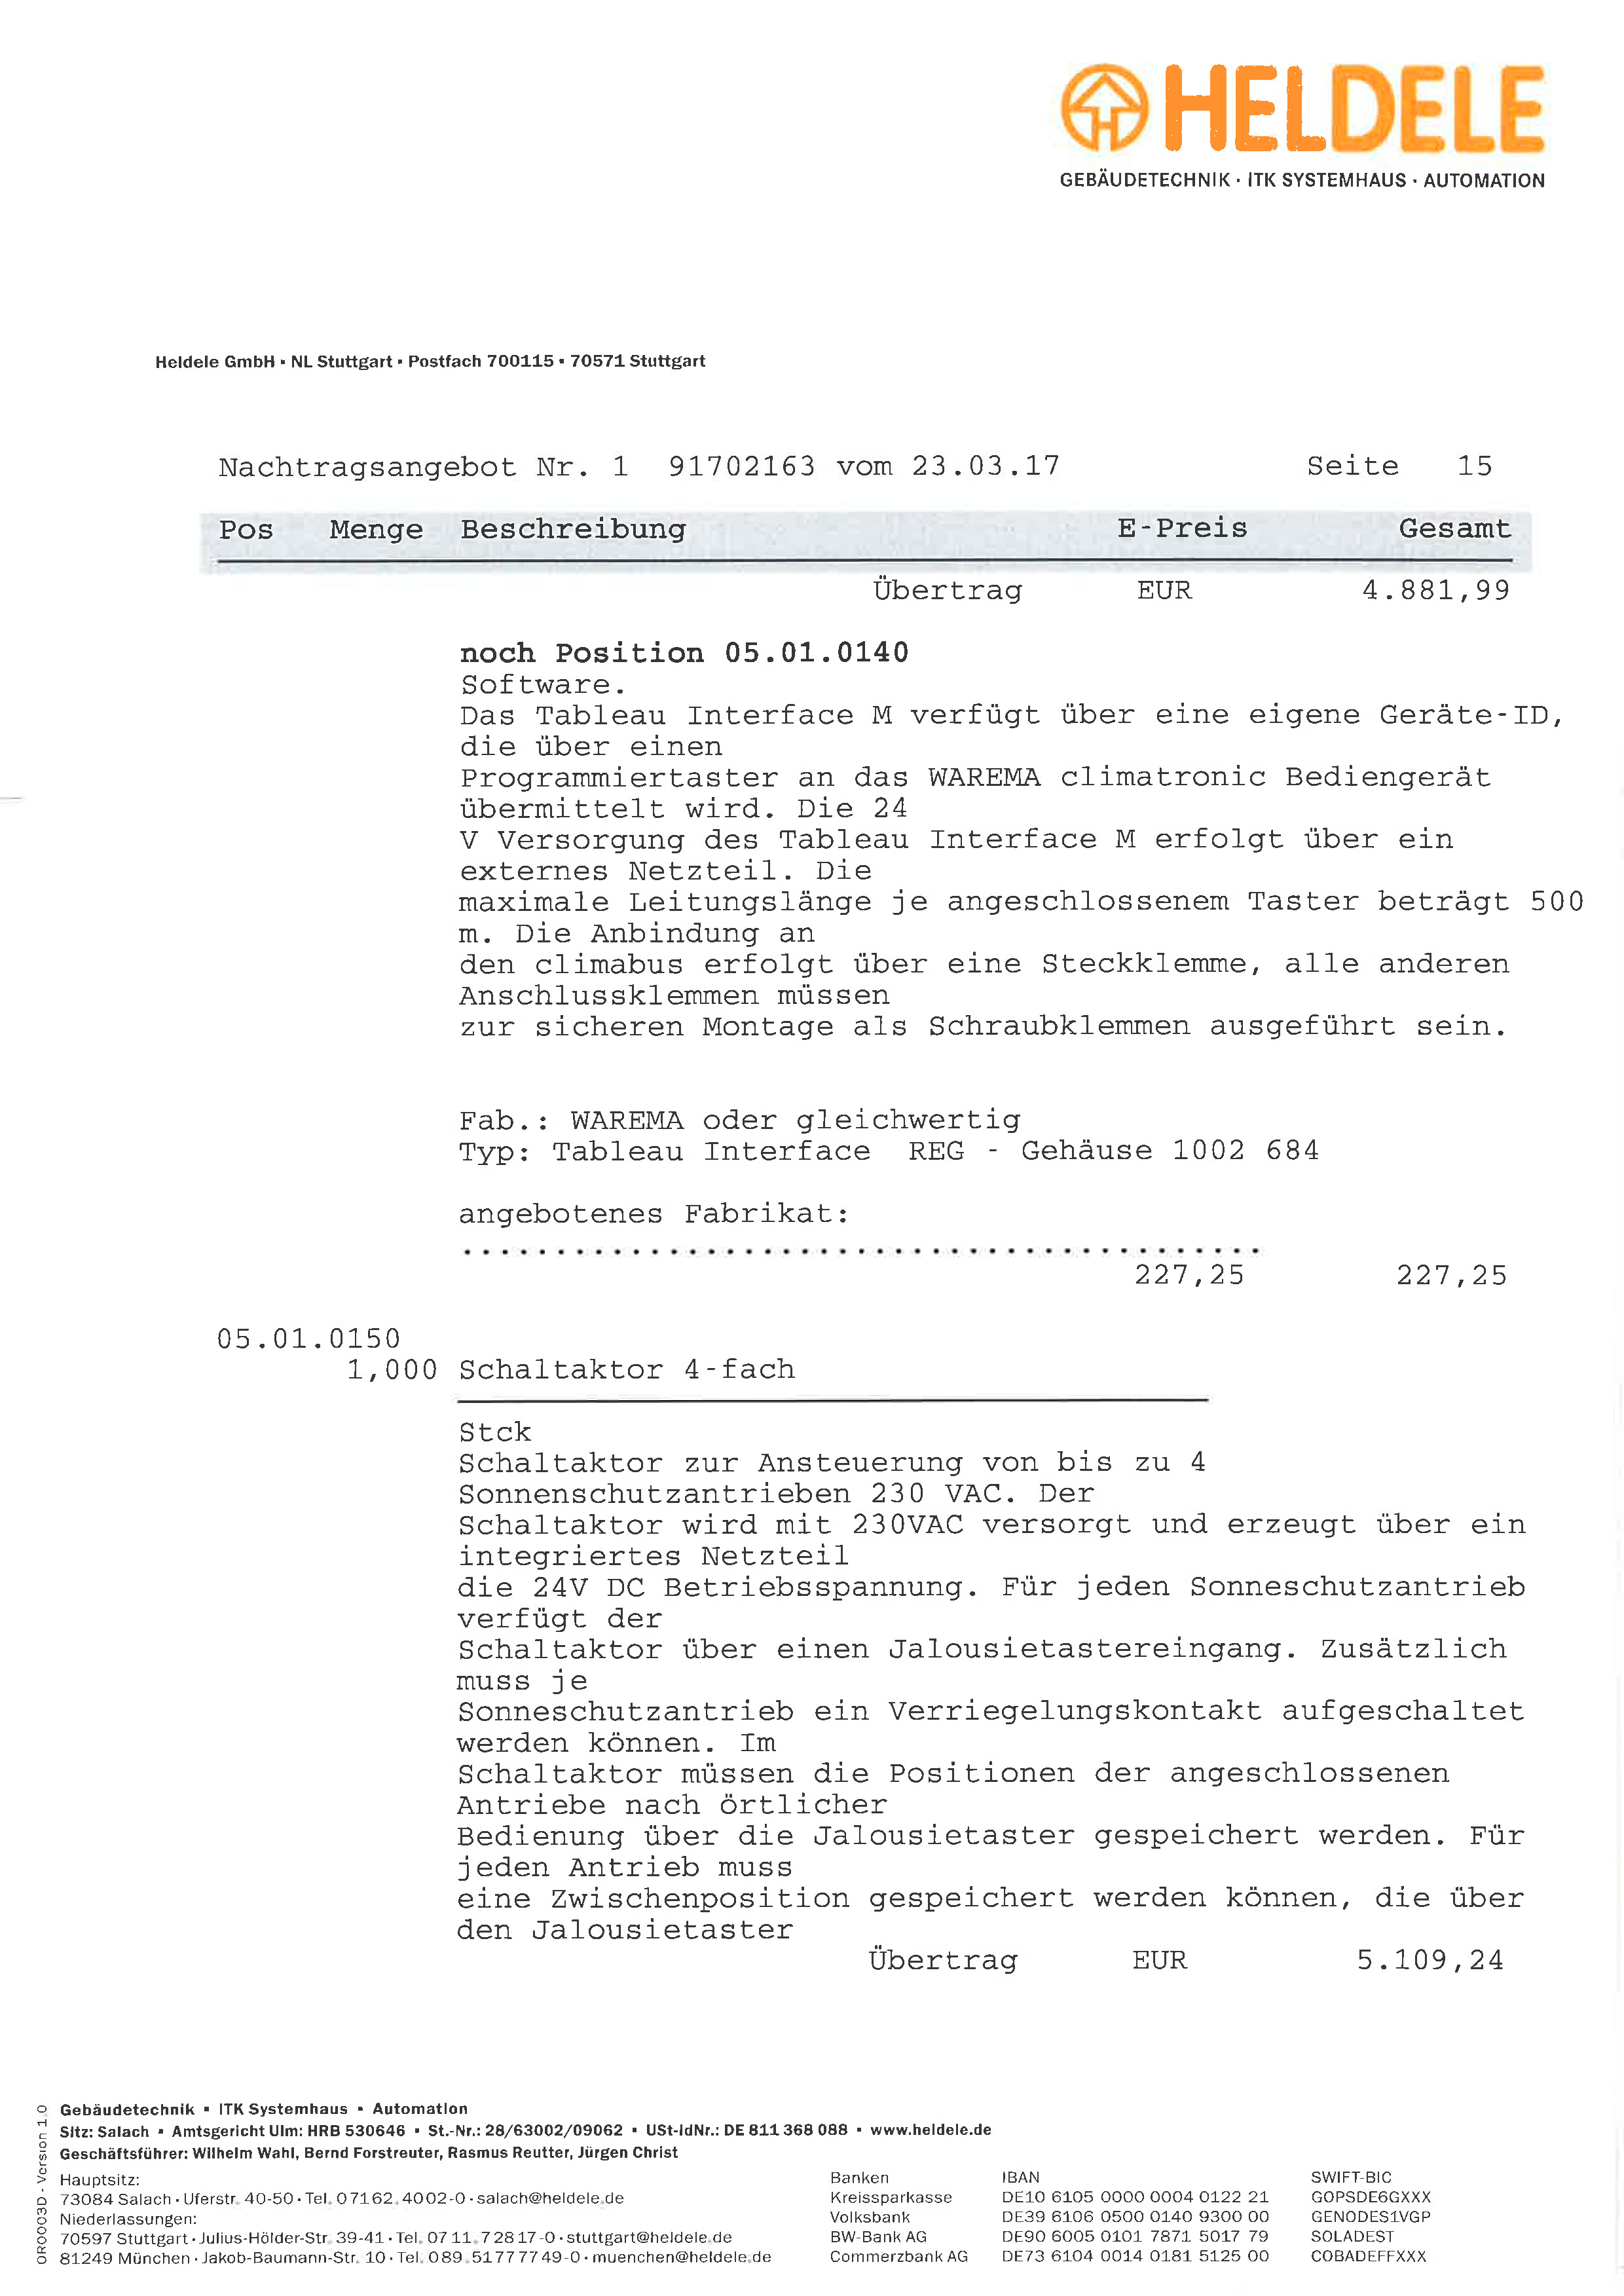 HELDELE
GEBÄUDETECHNIK · ITK SYSTEMHAUS · AUTOMATION
Heldele GmbH ▪ NL Stuttgart ▪ Postfach 700115 ▪ 70571 Stuttgart
Nachtragsangebot Nr. 1 91702163 vom 23.03.17 Seite 15
Pos Menge Beschreibung E-Preis Gesamt
Übertrag EUR 4.881,99
noch Position 05.01.0140
Software.
Das Tableau Interface M verfügt über eine eigene Geräte-ID,
die über einen
Programmiertaster an das WAREMA climatronic Bediengerät
übermittelt wird. Die 24
V Versorgung des Tableau Interface M erfolgt über ein
externes Netzteil. Die
maximale Leitungslänge je angeschlossenem Taster beträgt 500
m. Die Anbindung an
den climabus erfolgt über eine Steckklemme, alle anderen
Anschlussklemmen müssen
zur sicheren Montage als Schraubklemmen ausgeführt sein.
Fab.: WAREMA oder gleichwertig
Typ: Tableau Interface REG - Gehäuse 1002 684
angebotenes Fabrikat:
...........................................
227,25 227,25
05.01.0150
1,000 Schaltaktor 4-fach
Stck
Schaltaktor zur Ansteuerung von bis zu 4
Sonnenschutzantrieben 230 VAC. Der
Schaltaktor wird mit 230VAC versorgt und erzeugt über ein
integriertes Netzteil
die 24V DC Betriebsspannung. Für jeden Sonneschutzantrieb
verfügt der
Schaltaktor über einen Jalousietastereingang. Zusätzlich
muss je
Sonneschutzantrieb ein Verriegelungskontakt aufgeschaltet
werden können. Im
Schaltaktor müssen die Positionen der angeschlossenen
Antriebe nach örtlicher
Bedienung über die Jalousietaster gespeichert werden. Für
jeden Antrieb muss
eine Zwischenposition gespeichert werden können, die über
den Jalousietaster
Übertrag EUR 5.109,24
OR0003D - Version 1.0
Gebäudetechnik ▪ ITK Systemhaus ▪ Automation
Sitz: Salach ▪ Amtsgericht Ulm: HRB 530646 ▪ St.-Nr.: 28/63002/09062 ▪ USt-IdNr.: DE 811 368 088 ▪ www.heldele.de
Geschäftsführer: Wilhelm Wahl, Bernd Forstreuter, Rasmus Reutter, Jürgen Christ
Hauptsitz: Banken IBAN SWIFT-BIC
73084 Salach · Uferstr. 40-50 · Tel. 07162.4002-0 · salach@heldele.de Kreissparkasse DE10 6105 0000 0004 0122 21 GOPSDE6GXXX
Niederlassungen: Volksbank DE39 6106 0500 0140 9300 00 GENODES1VGP
70597 Stuttgart · Julius-Hölder-Str. 39-41 · Tel. 0711.72817-0 · stuttgart@heldele.de BW-Bank AG DE90 6005 0101 7871 5017 79 SOLADEST
81249 München · Jakob-Baumann-Str. 10 · Tel. 089.5177749-0 · muenchen@heldele.de Commerzbank AG DE73 6104 0014 0181 5125 00 COBADEFFXXX